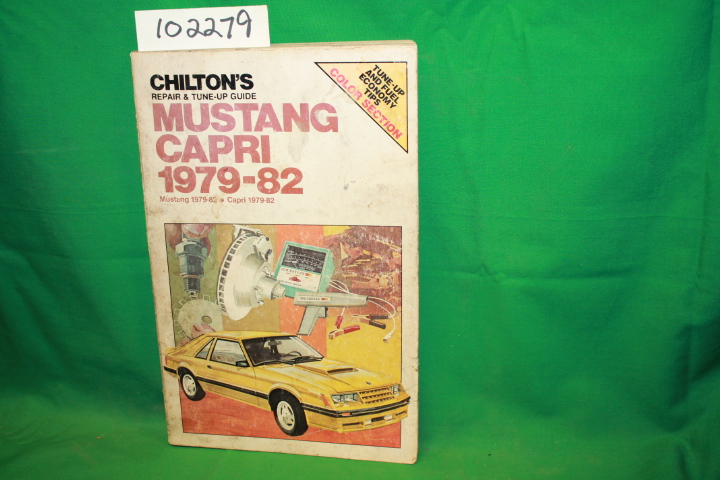 102279
CHILTON'S
REPAIR & TUNE-UP GUIDE
MUSTANG
CAPRI
1979-82
Mustang 1979-82 • Capri 1979-82
TUNE-UP
AND FUEL
ECONOMY
TIPS
COLOR SECTION